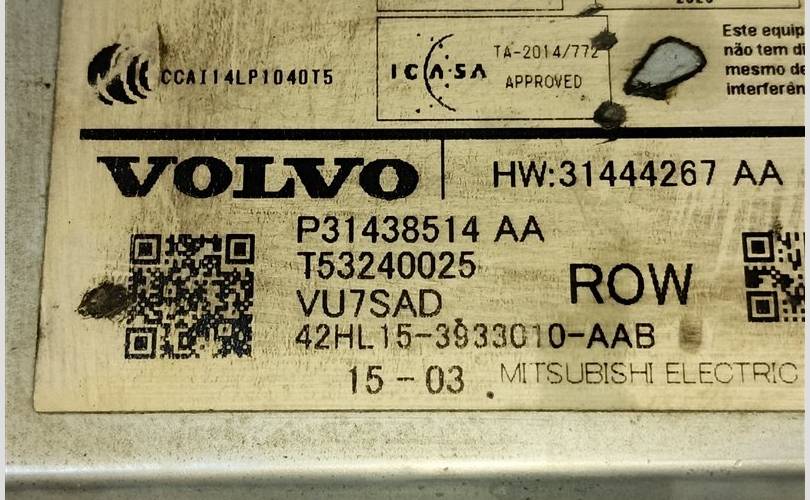 CCAI14LP1040T5
ICASA
TA-2014/772
APPROVED
Este equip
não tem di
mesmo de
interferên
VOLVO
HW:31444267 AA
P31438514 AA
T53240025
VU7SAD
ROW
42HL15-3933010-AAB
15-03
MITSUBISHI ELECTRIC